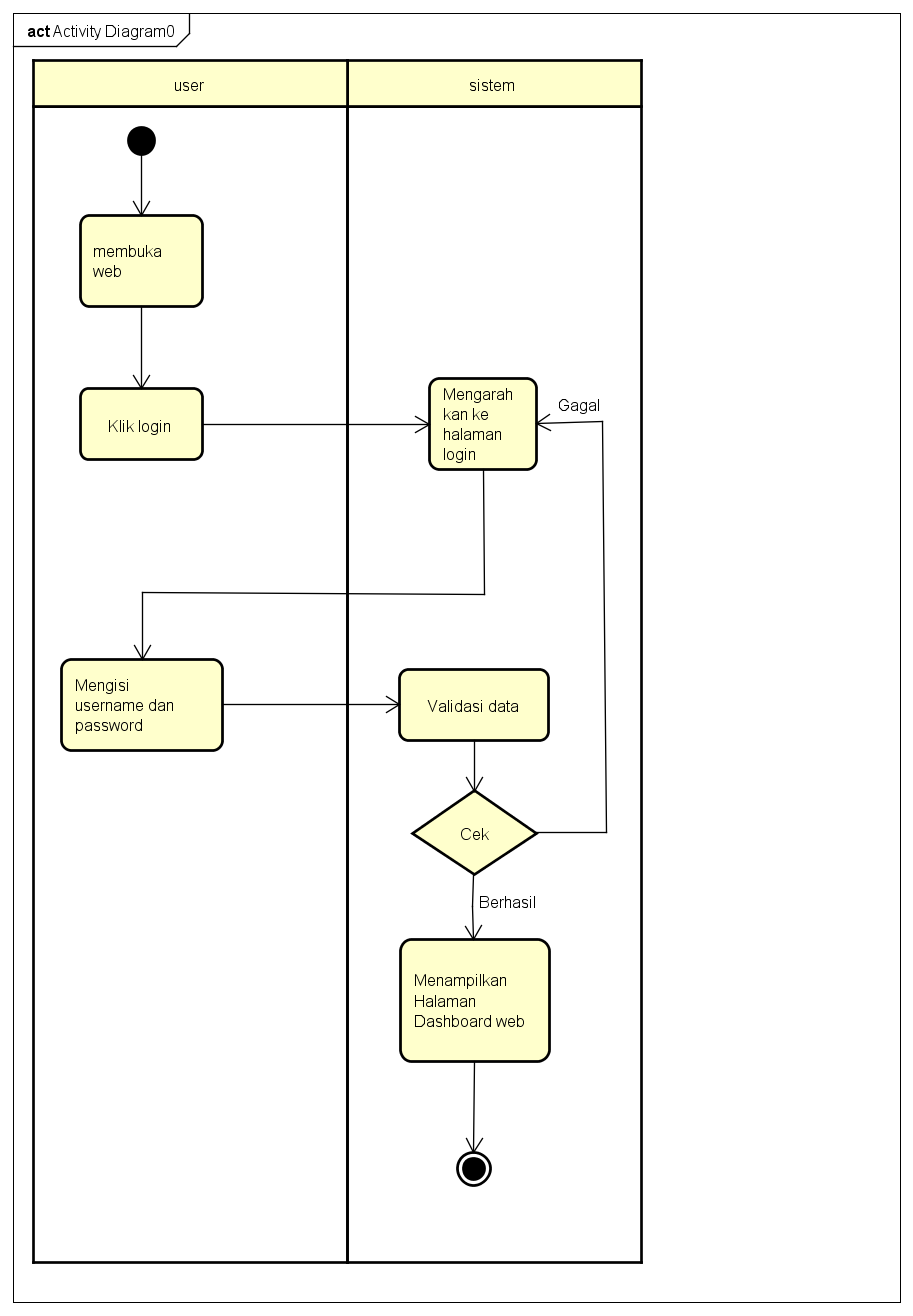 act Activity Diagram0
user
sistem
membuka
web
Klik login
Mengarah
kan ke
halaman
login
Gagal
Mengisi
username dan
password
Validasi data
Cek
Berhasil
Menampilkan
Halaman
Dashboard web